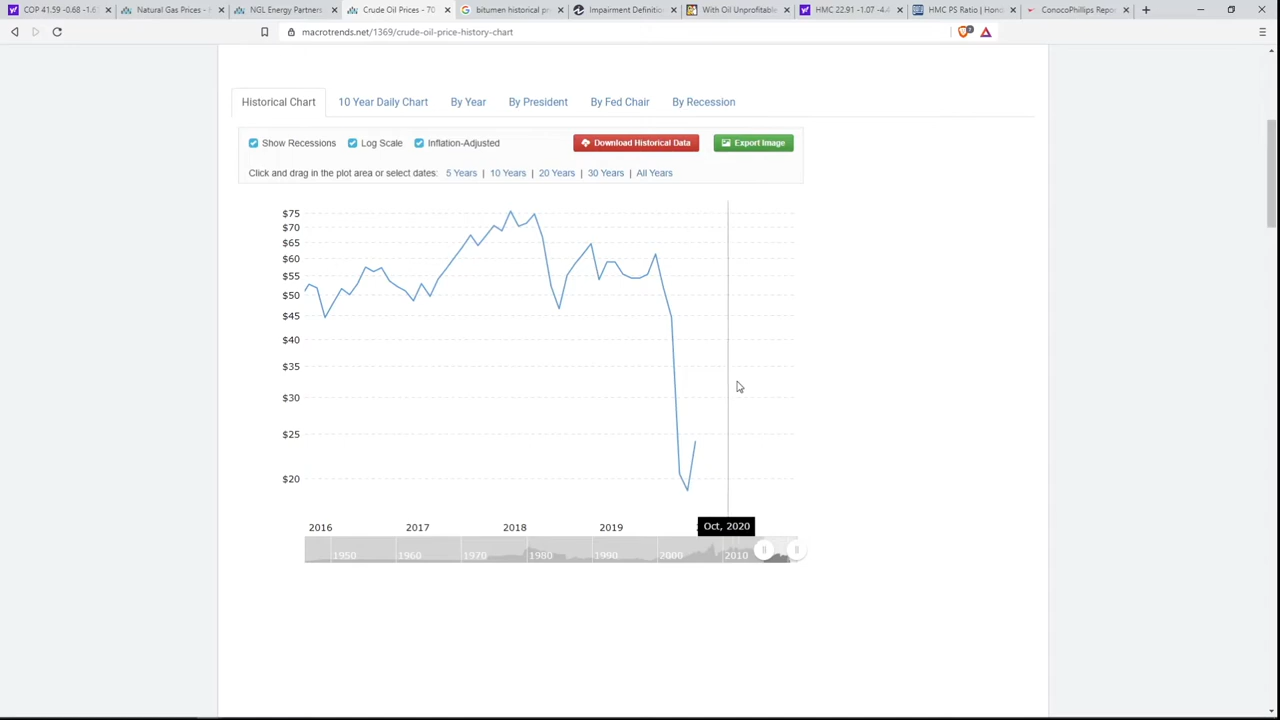 COP 41.59 -0.68 -1.6
Natural Gas Prices -
NGL Energy Partners
Crude Oil Prices - 70
bitumen historical pr
Impairment Definition
With Oil Unprofitable
HMC 22.91 -1.07 -4.4
HMC PS Ratio | Hono
ConocoPhillips Repo
macrotrends.net/1369/crude-oil-price-history-chart
Historical Chart
10 Year Daily Chart
By Year
By President
By Fed Chair
By Recession
Show Recessions
Log Scale
Inflation-Adjusted
Download Historical Data
Export Image
Click and drag in the plot area or select dates: 5 Years | 10 Years | 20 Years | 30 Years | All Years
$75
$70
$65
$60
$55
$50
$45
$40
$35
$30
$25
$20
2016 2017 2018 2019
Oct, 2020
1950 1960 1970 1980 1990 2000 2010